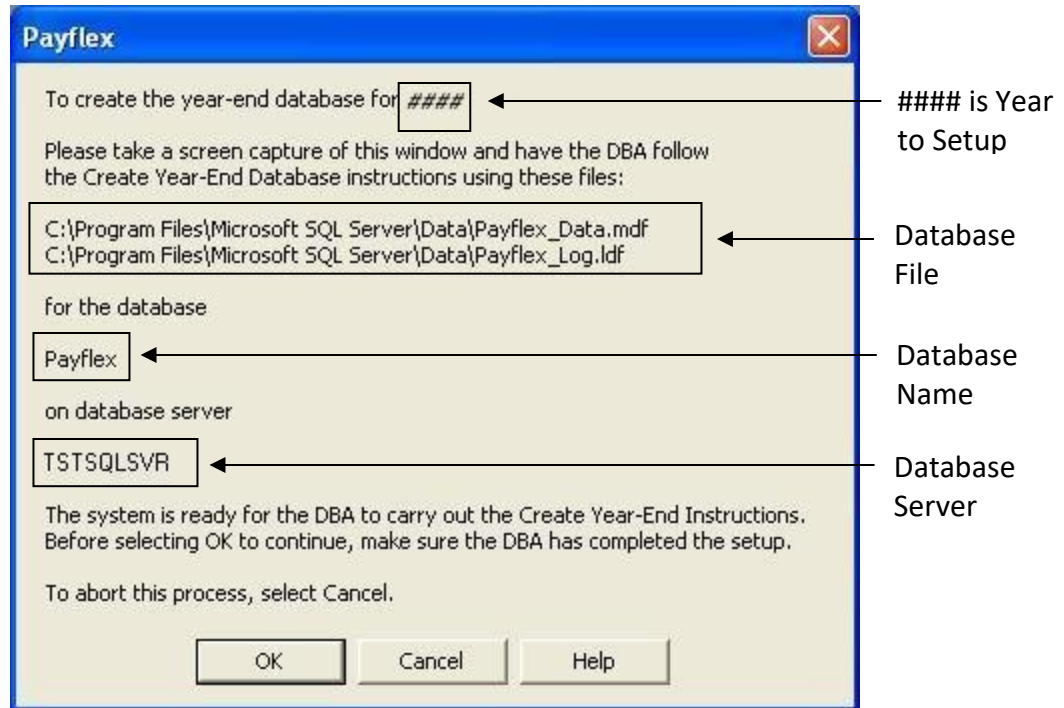 Payflex
To create the year-end database for ####
#### is Year
to Setup
Please take a screen capture of this window and have the DBA follow
the Create Year-End Database instructions using these files:
C:\Program Files\Microsoft SQL Server\Data\Payflex_Data.mdf
C:\Program Files\Microsoft SQL Server\Data\Payflex_Log.ldf
Database
File
for the database
Payflex
Database
Name
on database server
TSTSQLSVR
Database
Server
The system is ready for the DBA to carry out the Create Year-End Instructions.
Before selecting OK to continue, make sure the DBA has completed the setup.
To abort this process, select Cancel.
OK Cancel Help